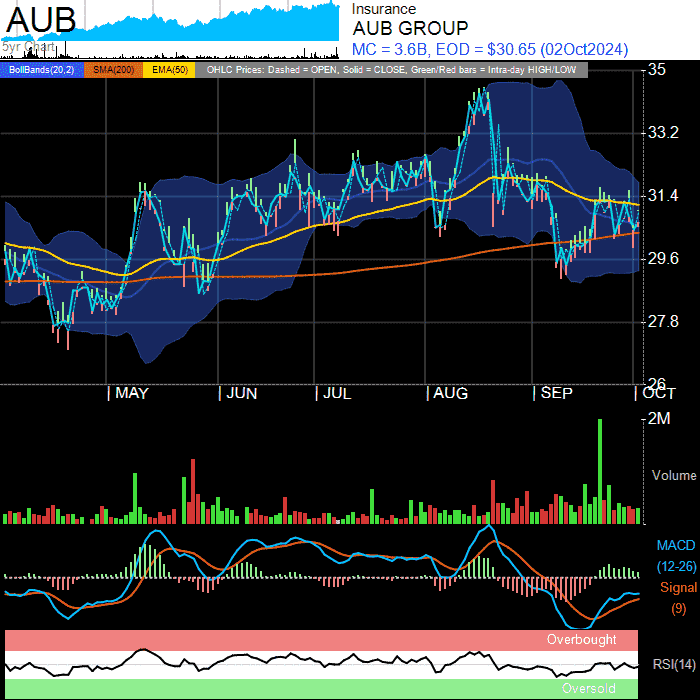 AUB
5yr Chart
Insurance
AUB GROUP
MC = 3.6B, EOD = $30.65 (02Oct2024)
BollBands(20,2) SMA(200) EMA(50) OHLC Prices: Dashed = OPEN, Solid = CLOSE, Green/Red bars = Intra-day HIGH/LOW
35
33.2
31.4
29.6
27.8
26
MAY JUN JUL AUG SEP OCT
2M
Volume
MACD
(12-26)
Signal
(9)
Overbought
RSI(14)
Oversold